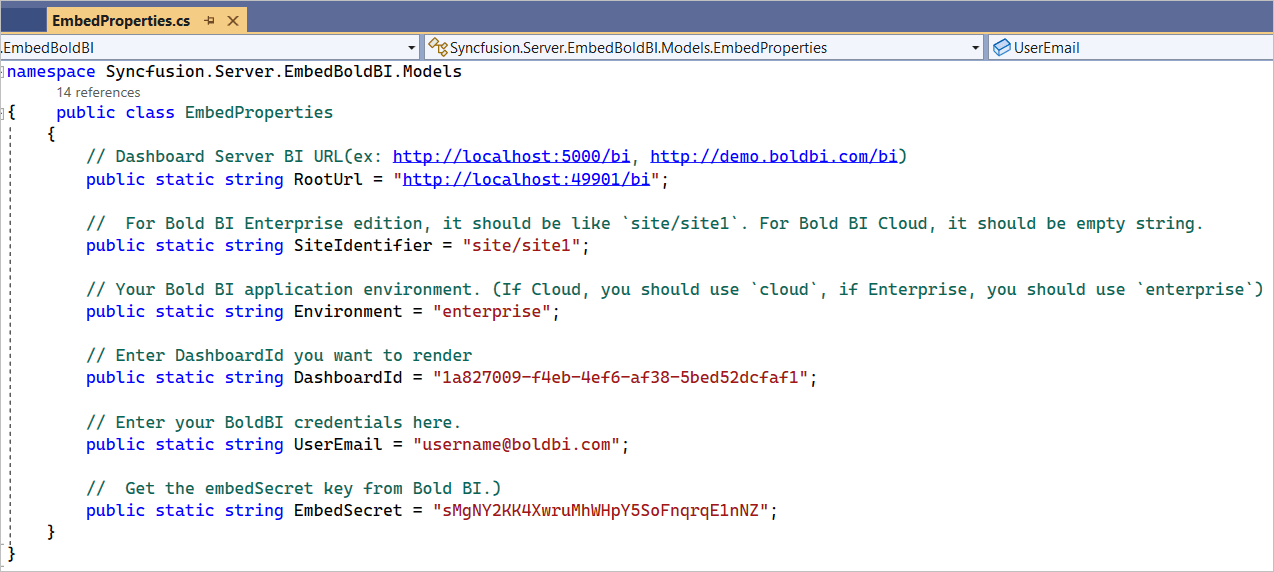 EmbedProperties.cs
.EmbedBoldBI
Syncfusion.Server.EmbedBoldBI.Models.EmbedProperties
UserEmail
namespace Syncfusion.Server.EmbedBoldBI.Models
14 references
{    public class EmbedProperties
    {
        // Dashboard Server BI URL(ex: http://localhost:5000/bi, http://demo.boldbi.com/bi)
        public static string RootUrl = "http://localhost:49901/bi";
        //  For Bold BI Enterprise edition, it should be like `site/site1`. For Bold BI Cloud, it should be empty string.
        public static string SiteIdentifier = "site/site1";
        // Your Bold BI application environment. (If Cloud, you should use `cloud`, if Enterprise, you should use `enterprise`)
        public static string Environment = "enterprise";
        // Enter DashboardId you want to render
        public static string DashboardId = "1a827009-f4eb-4ef6-af38-5bed52dcfaf1";
        // Enter your BoldBI credentials here.
        public static string UserEmail = "username@boldbi.com";
        //  Get the embedSecret key from Bold BI.)
        public static string EmbedSecret = "sMgNY2KK4XwruMhWHpY5SoFnqrqE1nNZ";
    }
}